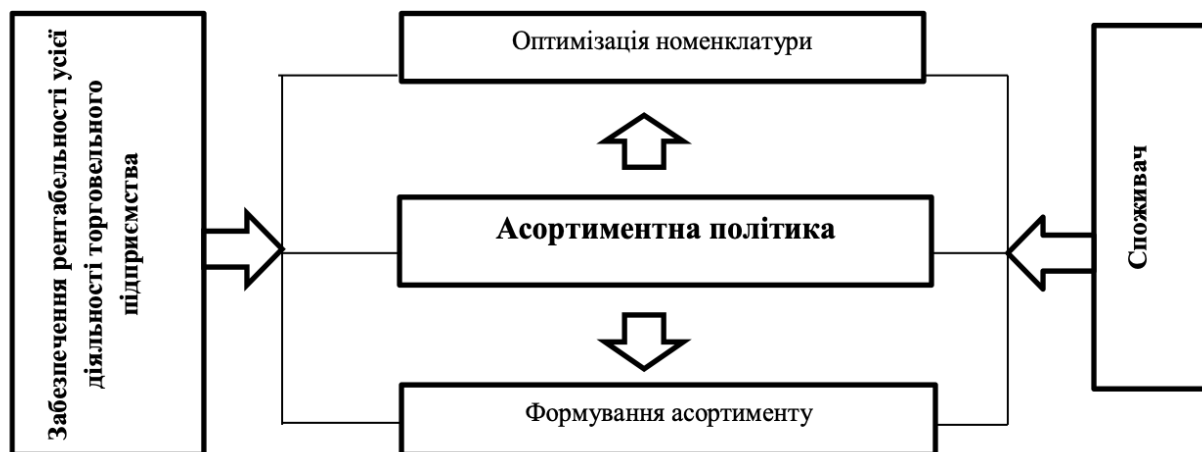 Забезпечення рентабельності усієї
діяльності торговельного
підприємства
Оптимізація номенклатури
Асортиментна політика
Формування асортименту
Споживач